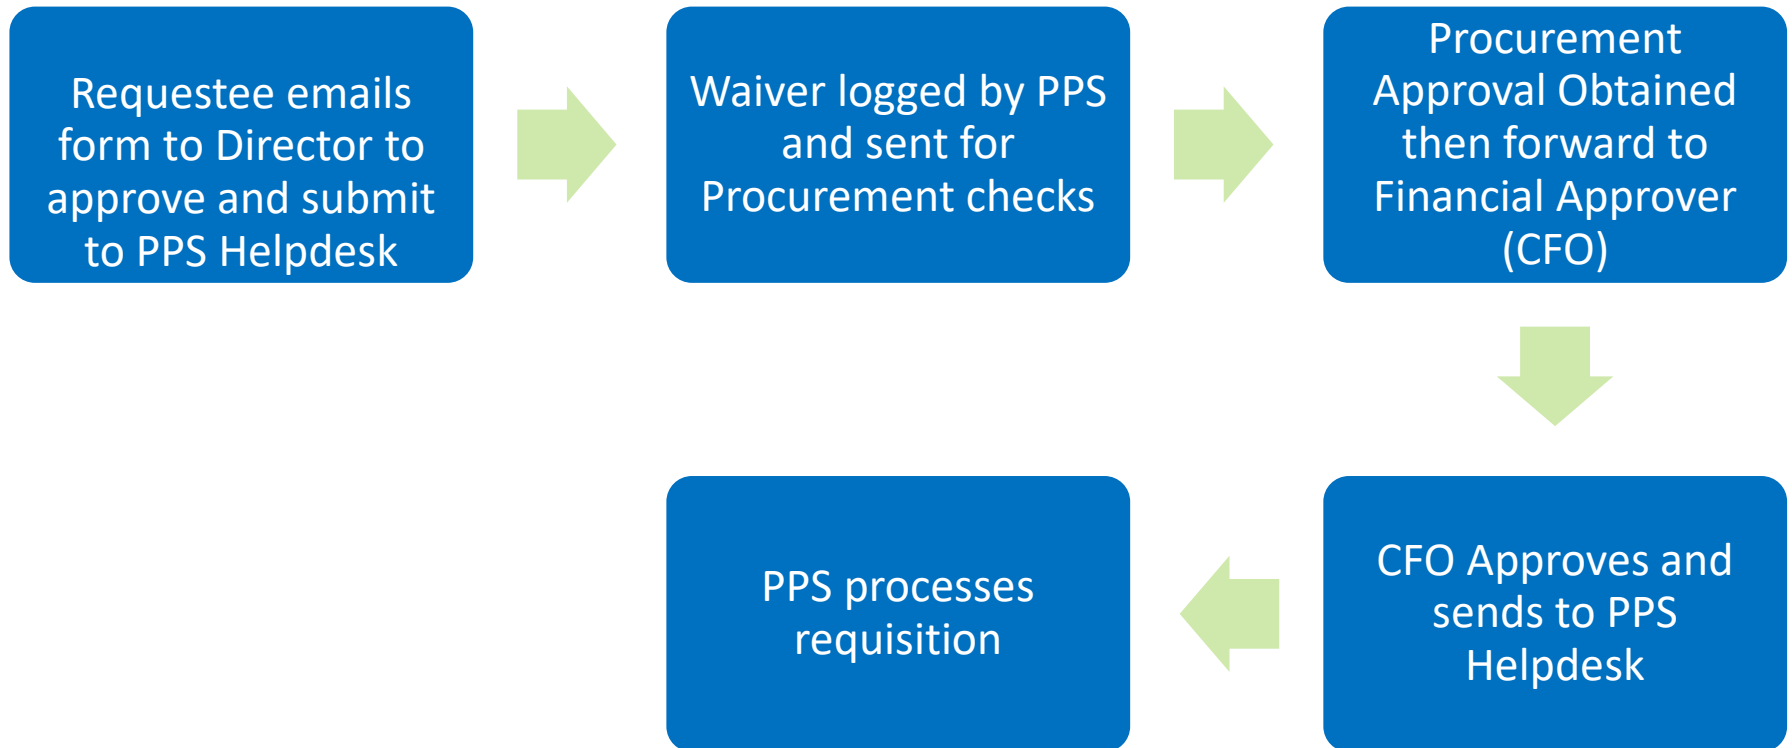 Requestee emails
form to Director to
approve and submit
to PPS Helpdesk
Waiver logged by PPS
and sent for
Procurement checks
Procurement
Approval Obtained
then forward to
Financial Approver
(CFO)
CFO Approves and
sends to PPS
Helpdesk
PPS processes
requisition